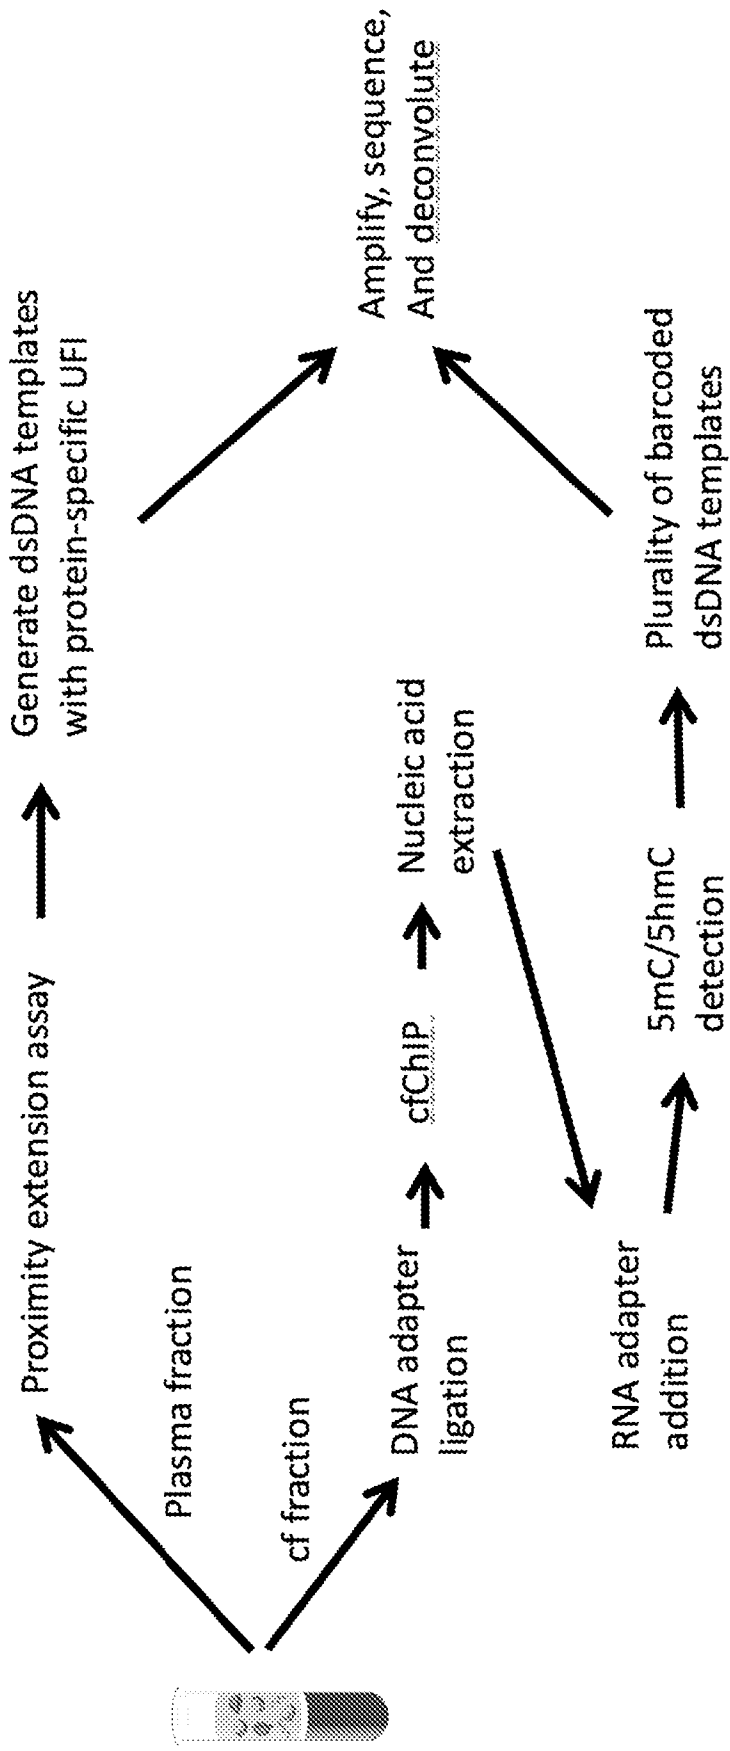 Generate dsDNA templates
with protein-specific UFI
Proximity extension assay
Plasma fraction
cf fraction
Amplify, sequence,
And deconvolute
DNA adapter
ligation
cfChIP
Nucleic acid
extraction
RNA adapter
addition
5mC/5hmC
detection
Plurality of barcoded
dsDNA templates